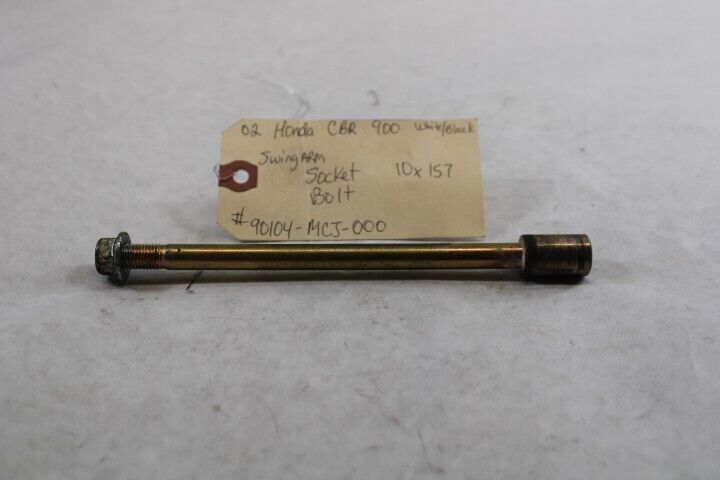 02 Honda CBR 900 White/Black
Swing ARM
Socket 10x157
Bolt
#90104-MCJ-000